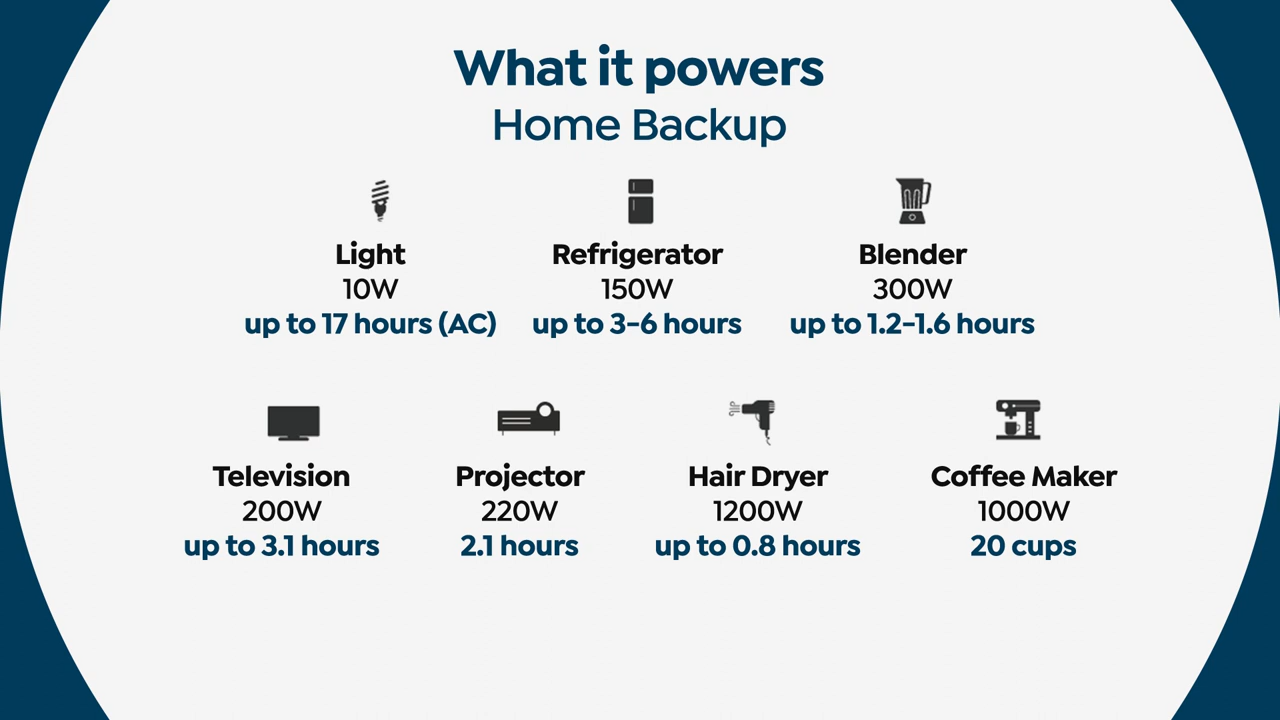 What it powers
Home Backup
Light
10W
up to 17 hours (AC)
Refrigerator
150W
up to 3-6 hours
Blender
300W
up to 1.2-1.6 hours
Television
200W
up to 3.1 hours
Projector
220W
2.1 hours
Hair Dryer
1200W
up to 0.8 hours
Coffee Maker
1000W
20 cups